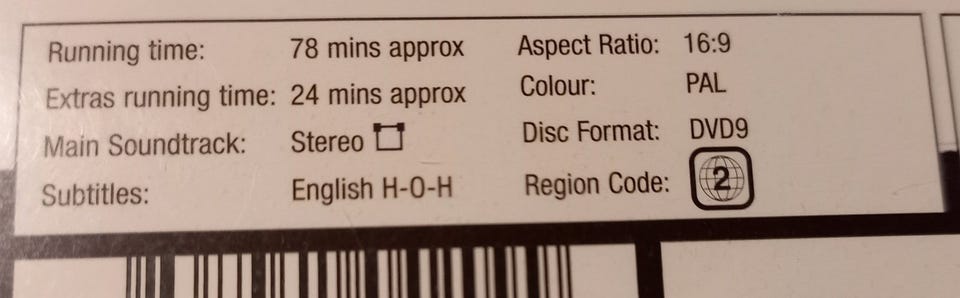 Running time: 78 mins approx
Extras running time: 24 mins approx
Main Soundtrack: Stereo
Subtitles: English H-O-H
Aspect Ratio: 16:9
Colour: PAL
Disc Format: DVD9
Region Code: 2